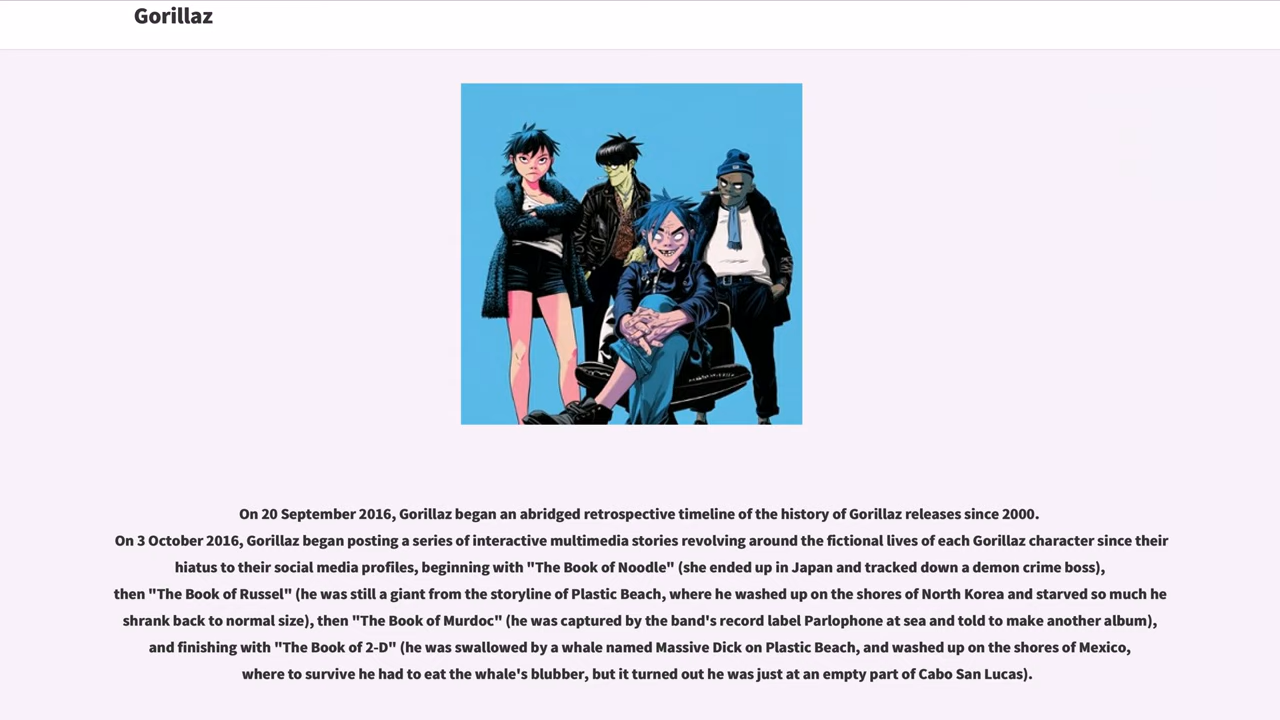 Gorillaz
On 20 September 2016, Gorillaz began an abridged retrospective timeline of the history of Gorillaz releases since 2000.
On 3 October 2016, Gorillaz began posting a series of interactive multimedia stories revolving around the fictional lives of each Gorillaz character since their
hiatus to their social media profiles, beginning with "The Book of Noodle" (she ended up in Japan and tracked down a demon crime boss),
then "The Book of Russel" (he was still a giant from the storyline of Plastic Beach, where he washed up on the shores of North Korea and starved so much he
shrank back to normal size), then "The Book of Murdoc" (he was captured by the band's record label Parlophone at sea and told to make another album),
and finishing with "The Book of 2-D" (he was swallowed by a whale named Massive Dick on Plastic Beach, and washed up on the shores of Mexico,
where to survive he had to eat the whale's blubber, but it turned out he was just at an empty part of Cabo San Lucas).